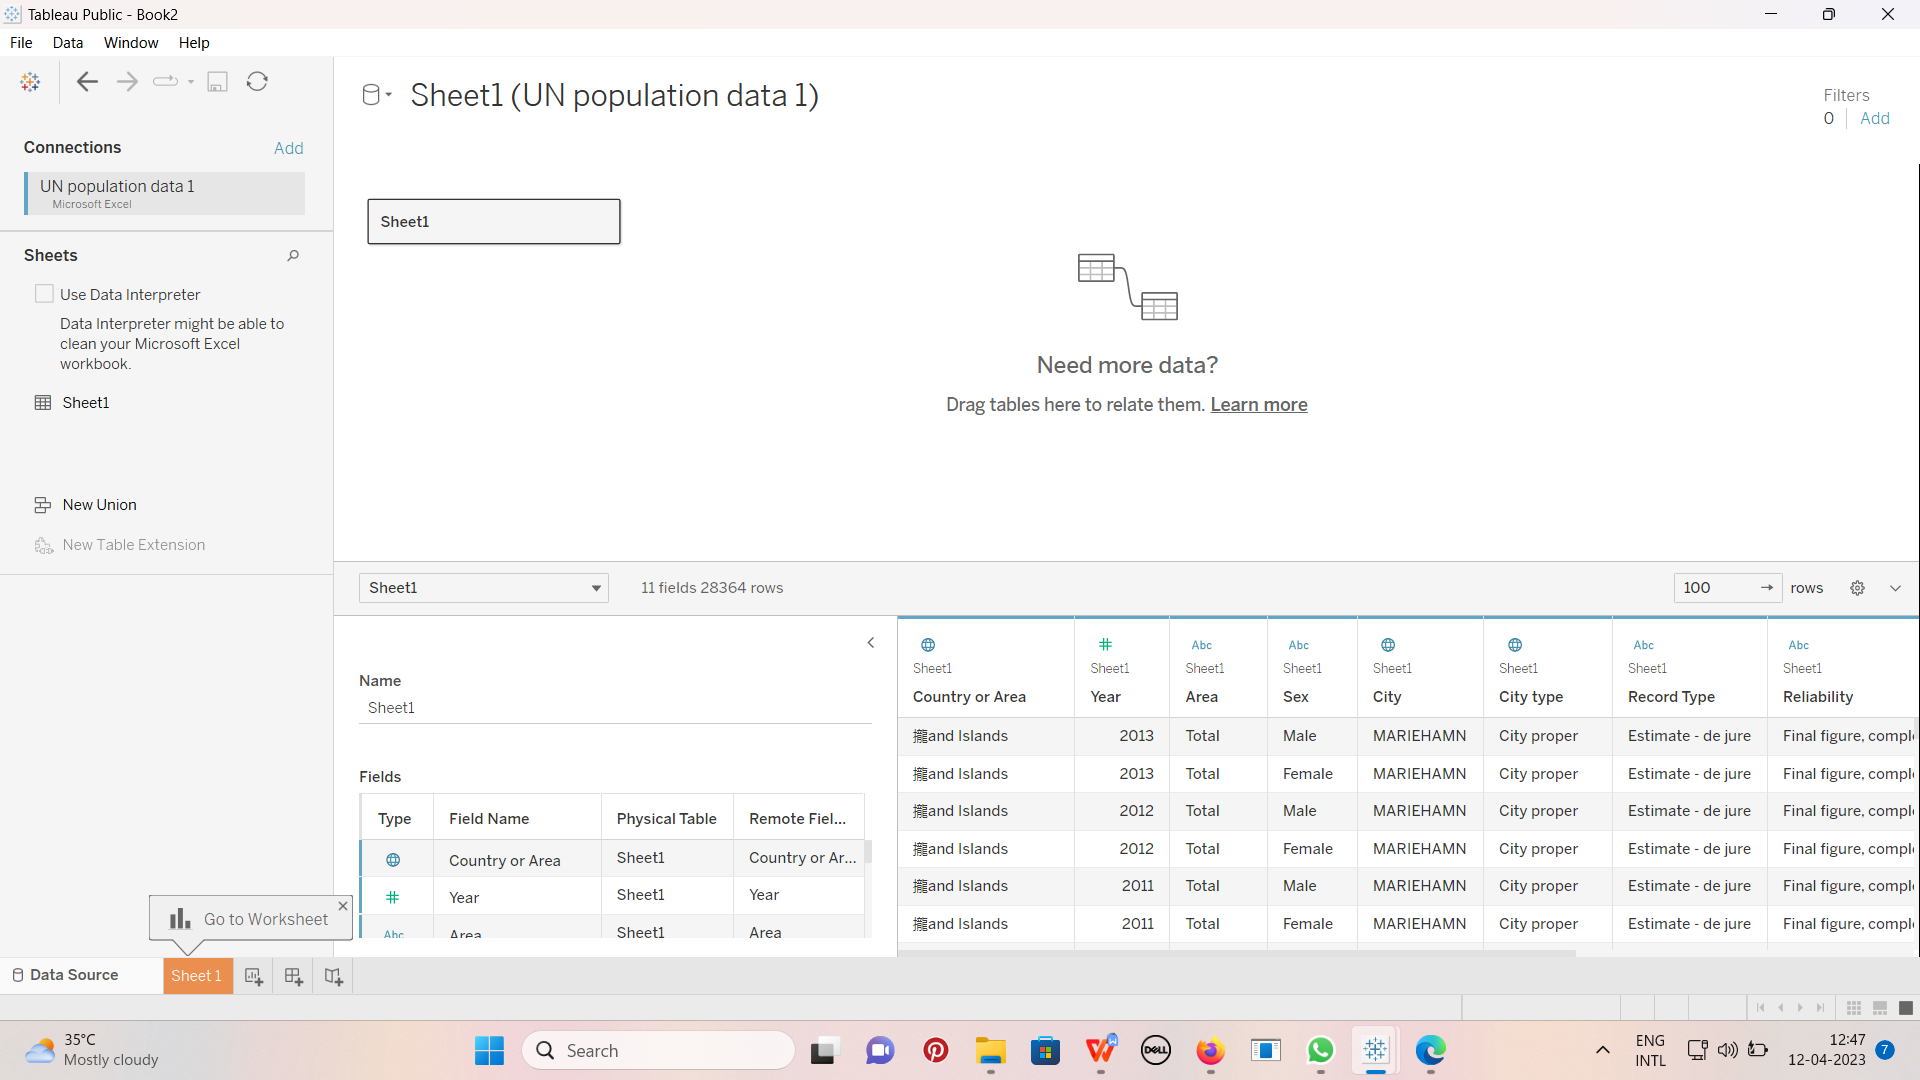 Tableau Public - Book2
File Data Window Help
Connections Add
UN population data 1
Microsoft Excel
Sheets
Use Data Interpreter
Data Interpreter might be able to
clean your Microsoft Excel
workbook.
Sheet1
New Union
New Table Extension
Sheet1 (UN population data 1)
Filters
0 Add
Sheet1
Need more data?
Drag tables here to relate them. Learn more
Sheet1 11 fields 28364 rows 100 → rows
Name
Sheet1
Fields
Type Field Name Physical Table Remote Fiel...
Country or Area Sheet1 Country or Ar...
Year Sheet1 Year
Abc Area Sheet1 Area
Abc Abc Abc Abc
Sheet1 Sheet1 Sheet1 Sheet1 Sheet1 Sheet1 Sheet1 Sheet1
Country or Area Year Area Sex City City type Record Type Reliability
and Islands 2013 Total Male MARIEHAMN City proper Estimate - de jure Final figure, compl
and Islands 2013 Total Female MARIEHAMN City proper Estimate - de jure Final figure, compl
and Islands 2012 Total Male MARIEHAMN City proper Estimate - de jure Final figure, compl
and Islands 2012 Total Female MARIEHAMN City proper Estimate - de jure Final figure, compl
and Islands 2011 Total Male MARIEHAMN City proper Estimate - de jure Final figure, compl
and Islands 2011 Total Female MARIEHAMN City proper Estimate - de jure Final figure, compl
Go to Worksheet
Data Source Sheet 1
35°C
Mostly cloudy
Search
DELL
ENG
INTL
12:47
12-04-2023
7